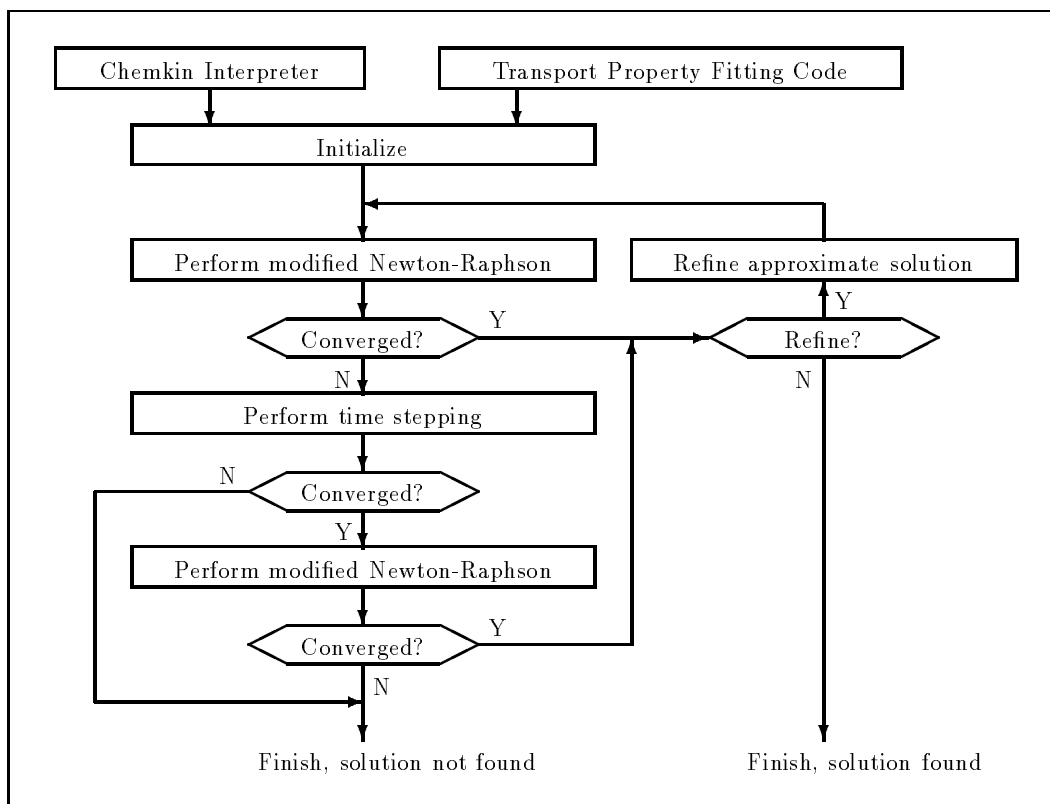 Chemkin Interpreter
Transport Property Fitting Code
Initialize
Perform modified Newton-Raphson
Refine approximate solution
Y
Y
Converged?
Refine?
N
N
Perform time stepping
N
Converged?
Y
Perform modified Newton-Raphson
Y
Converged?
N
Finish, solution not found
Finish, solution found